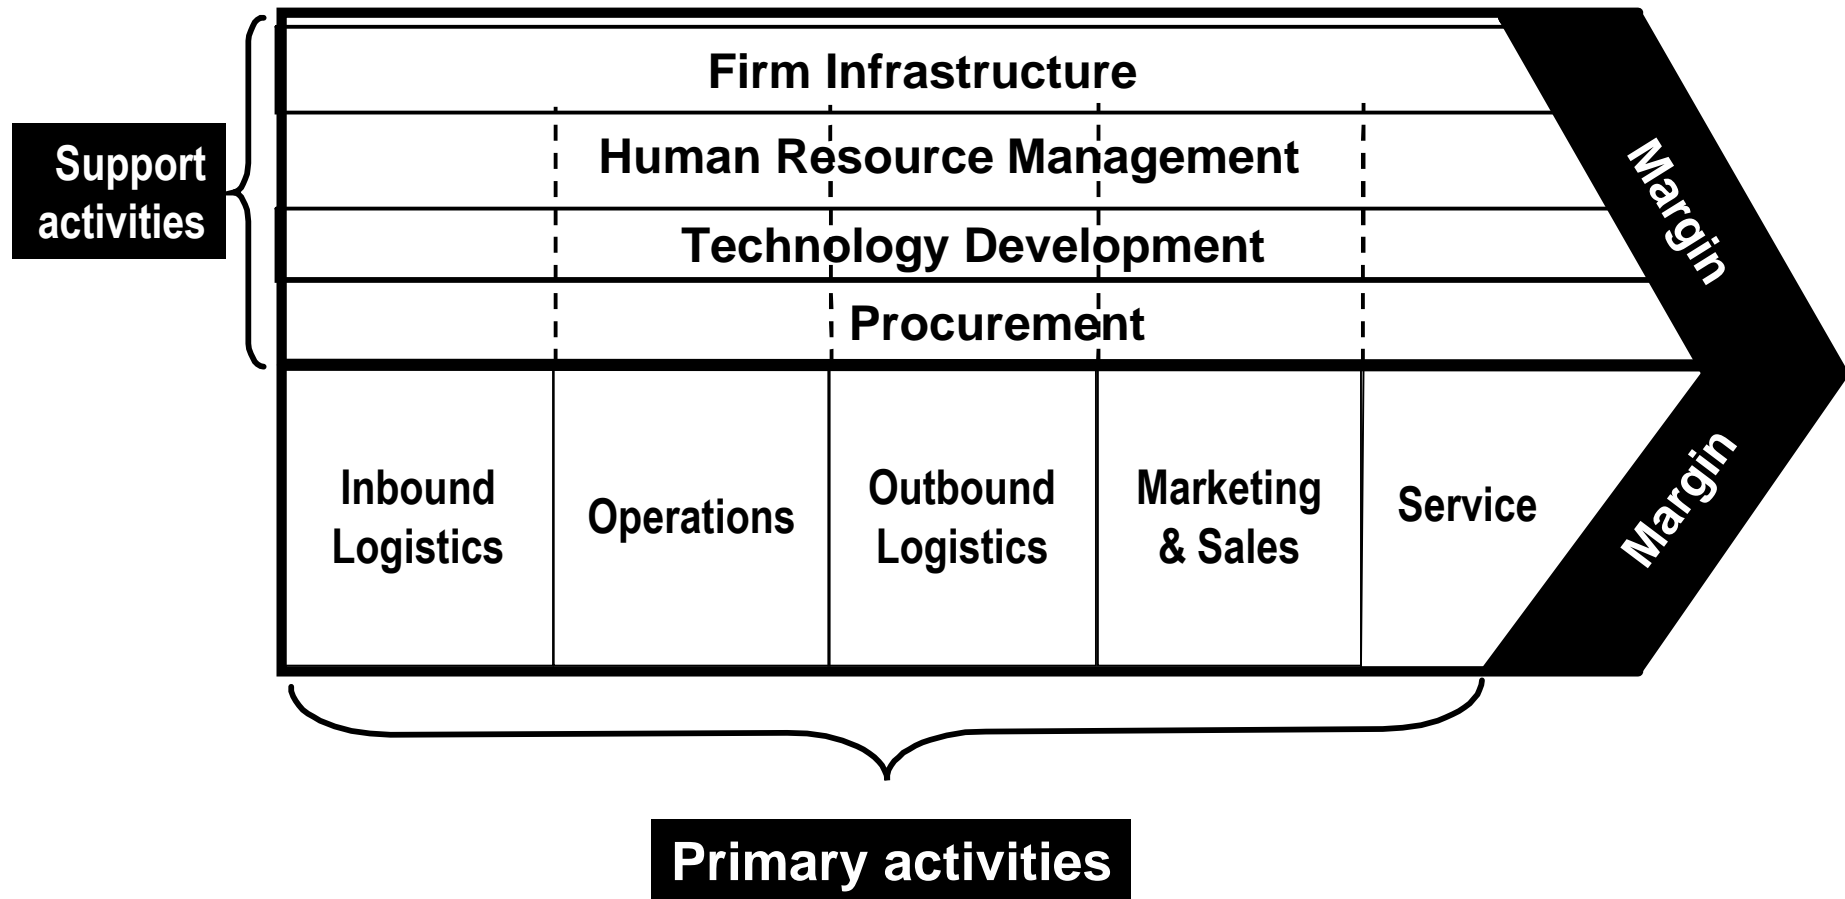 Firm Infrastructure
Support
activities
Human Resource Management
Technology Development
Procurement
Margin
Inbound
Logistics
Operations
Outbound
Logistics
Marketing
& Sales
Service
Margin
Primary activities